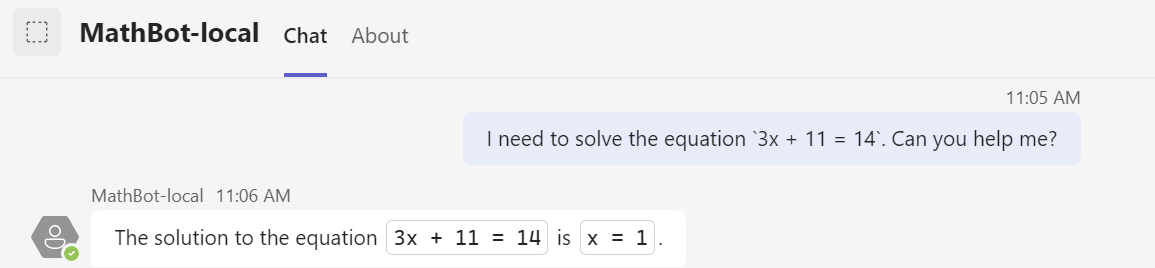 MathBot-local Chat About
11:05 AM
I need to solve the equation `3x + 11 = 14`. Can you help me?
MathBot-local 11:06 AM
The solution to the equation 3x + 11 = 14 is x = 1.